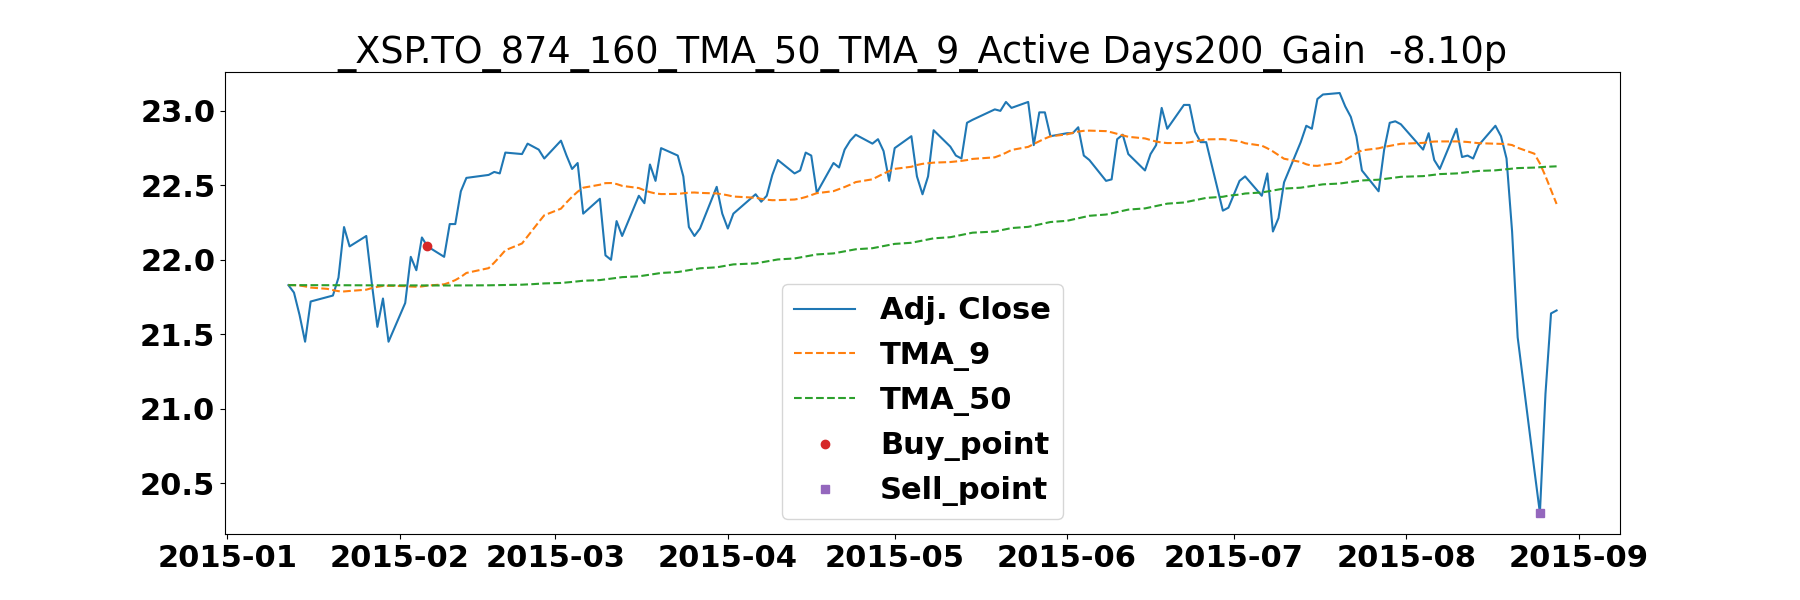 _XSP.TO_874_160_TMA_50_TMA_9_Active Days200_Gain  -8.10p
23.0
22.5
22.0
21.5
21.0
20.5
Adj. Close
TMA_9
TMA_50
Buy_point
Sell_point
2015-01 2015-02 2015-03 2015-04 2015-05 2015-06 2015-07 2015-08 2015-09